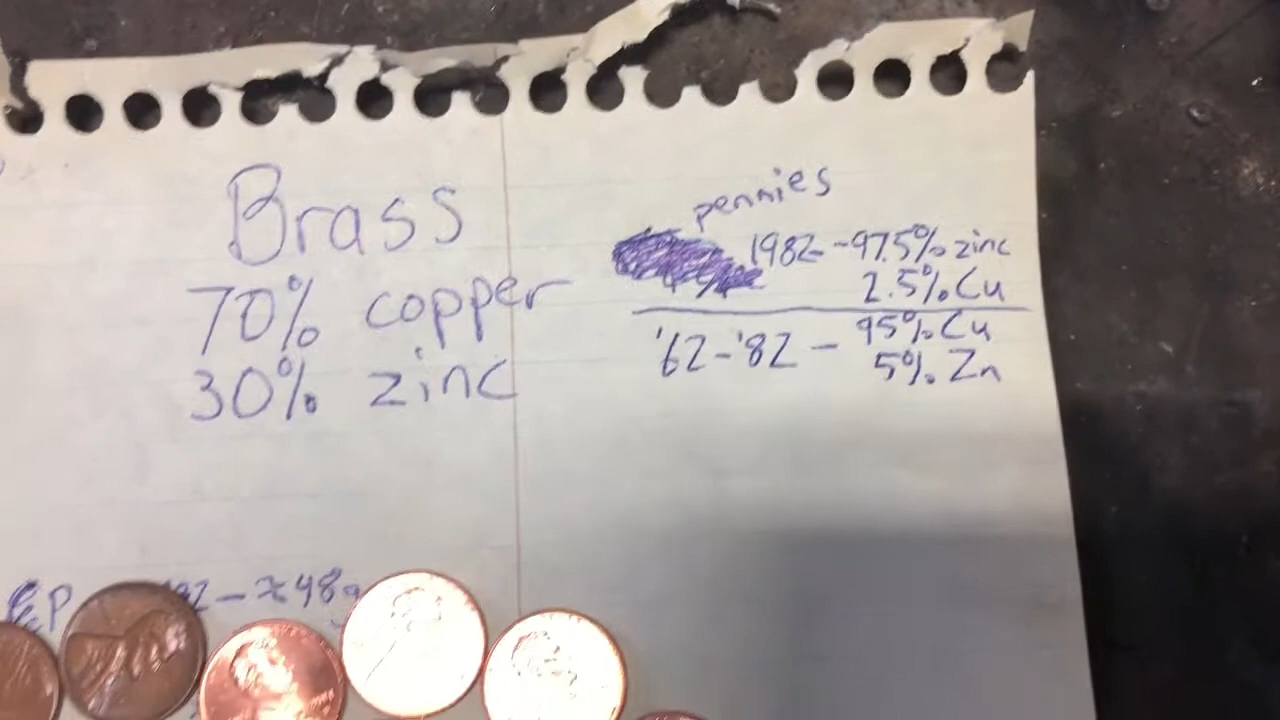 Brass
70% copper
30% zinc
pennies
1982 - 97.5% zinc
2.5% Cu
'62-'82 - 95% Cu
5% Zn
- ≈48g